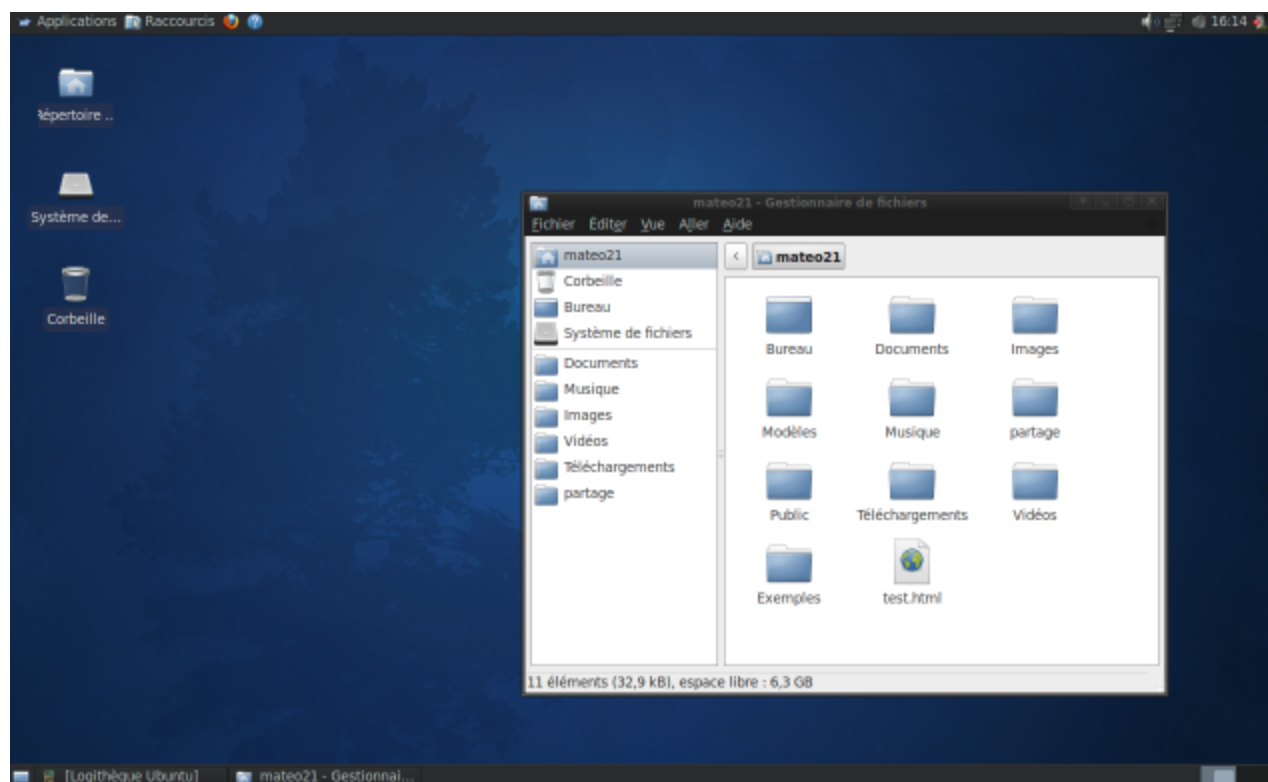 Applications Raccourcis 16:14
Répertoire ..
Système de...
Corbeille
mateo21 - Gestionnaire de fichiers
Fichier Éditer Vue Aller Aide
mateo21
Corbeille
Bureau
Système de fichiers
Documents
Musique
Images
Vidéos
Téléchargements
partage
mateo21
Bureau Documents Images
Modèles Musique partage
Public Téléchargements Vidéos
Exemples test.html
11 éléments (32,9 kB), espace libre : 6,3 GB
[Logithèque Ubuntu] mateo21 - Gestionnai...